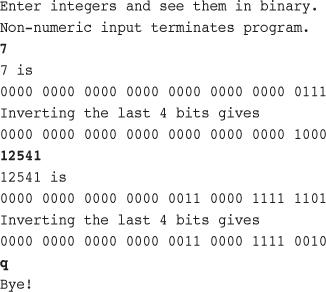 Enter integers and see them in binary.
Non-numeric input terminates program.
7
7 is
0000 0000 0000 0000 0000 0000 0000 0111
Inverting the last 4 bits gives
0000 0000 0000 0000 0000 0000 0000 1000
12541
12541 is
0000 0000 0000 0000 0011 0000 1111 1101
Inverting the last 4 bits gives
0000 0000 0000 0000 0011 0000 1111 0010
q
Bye!